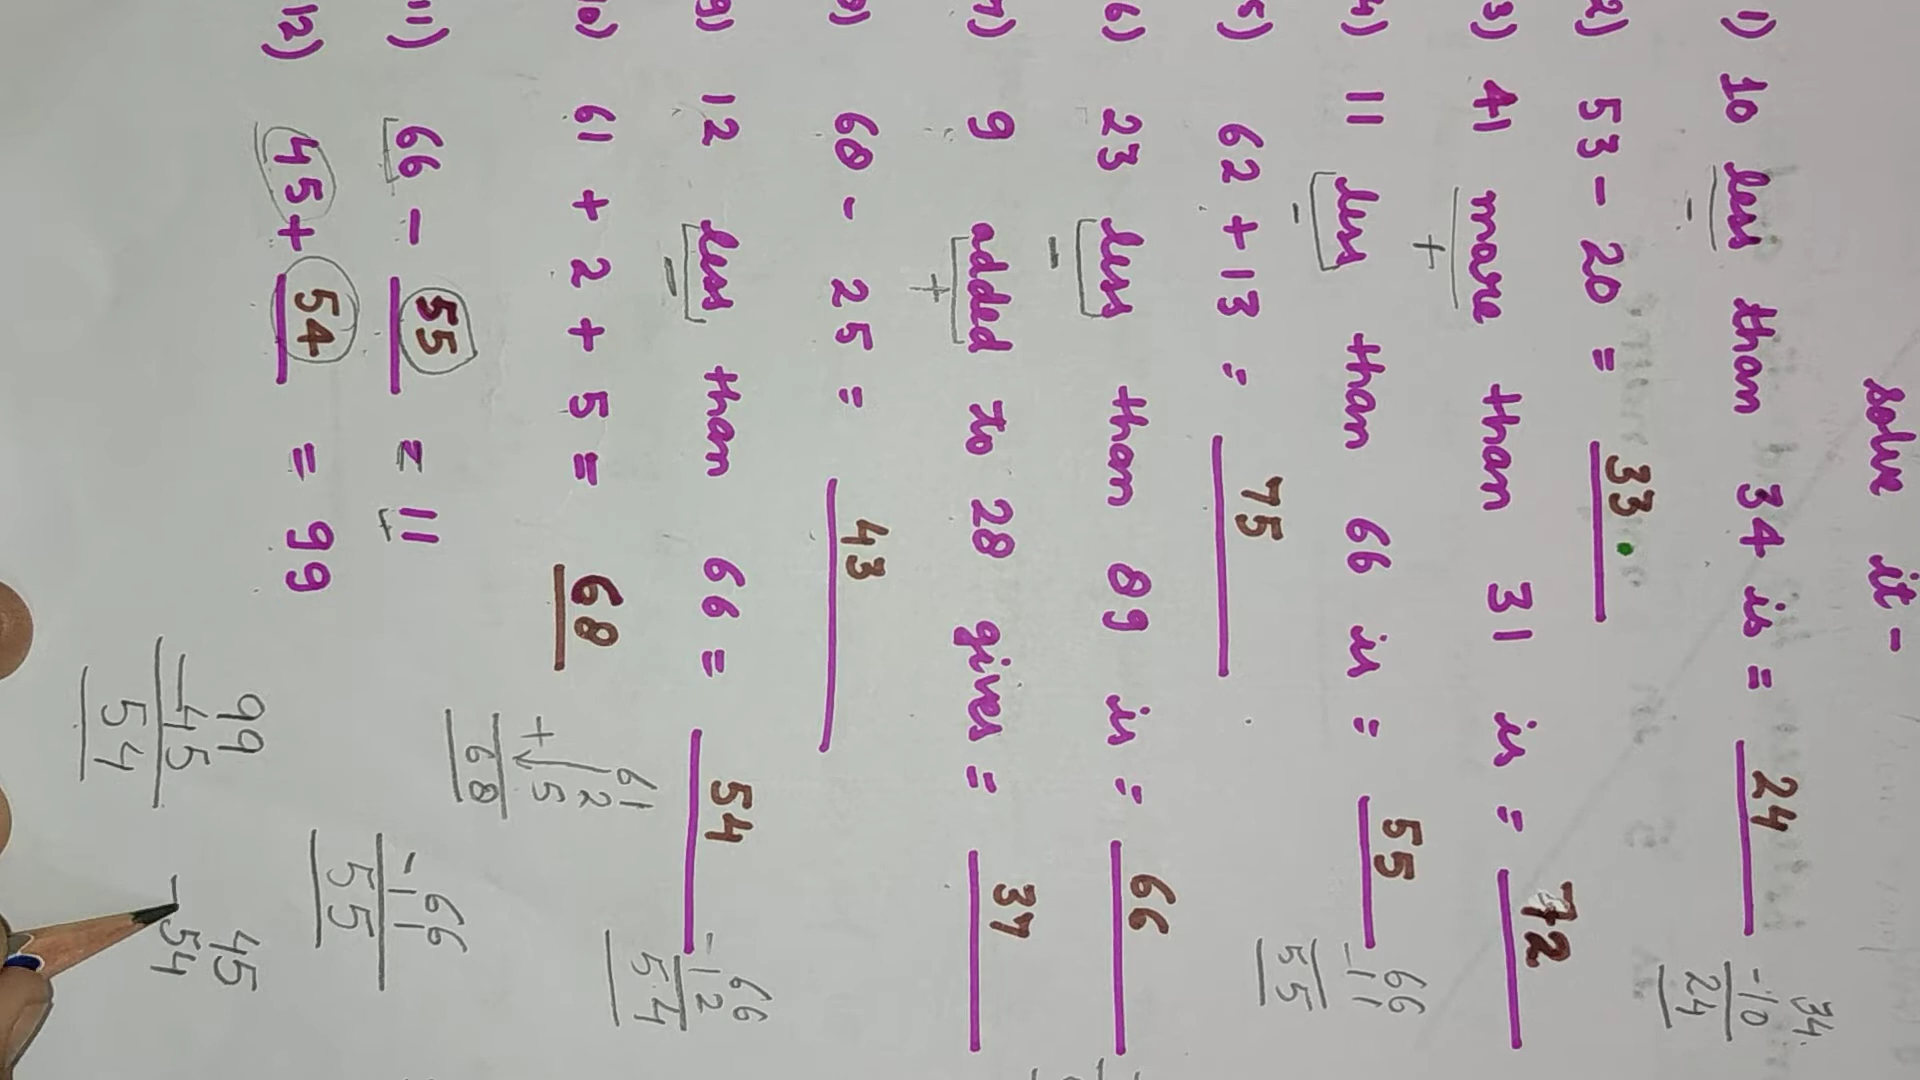 solve it -
1) 10 less than 34 is = 24
-
34
-10
24
2) 53 - 20 = 33
3) 41 more than 31 is = 72
+
4) 11 less than 66 is = 55
-
66
-11
55
5) 62 + 13 = 75
6) 23 less than 89 is = 66
-
7) 9 added to 28 gives = 37
+
8) 68 - 25 = 43
9) 12 less than 66 = 54
-
66
-12
54
10) 61 + 2 + 5 = 68
61
2
+ 5
68
11) 66 - 55 = 11
66
-11
55
12) 45 + 54 = 99
99
-45
54
45
54